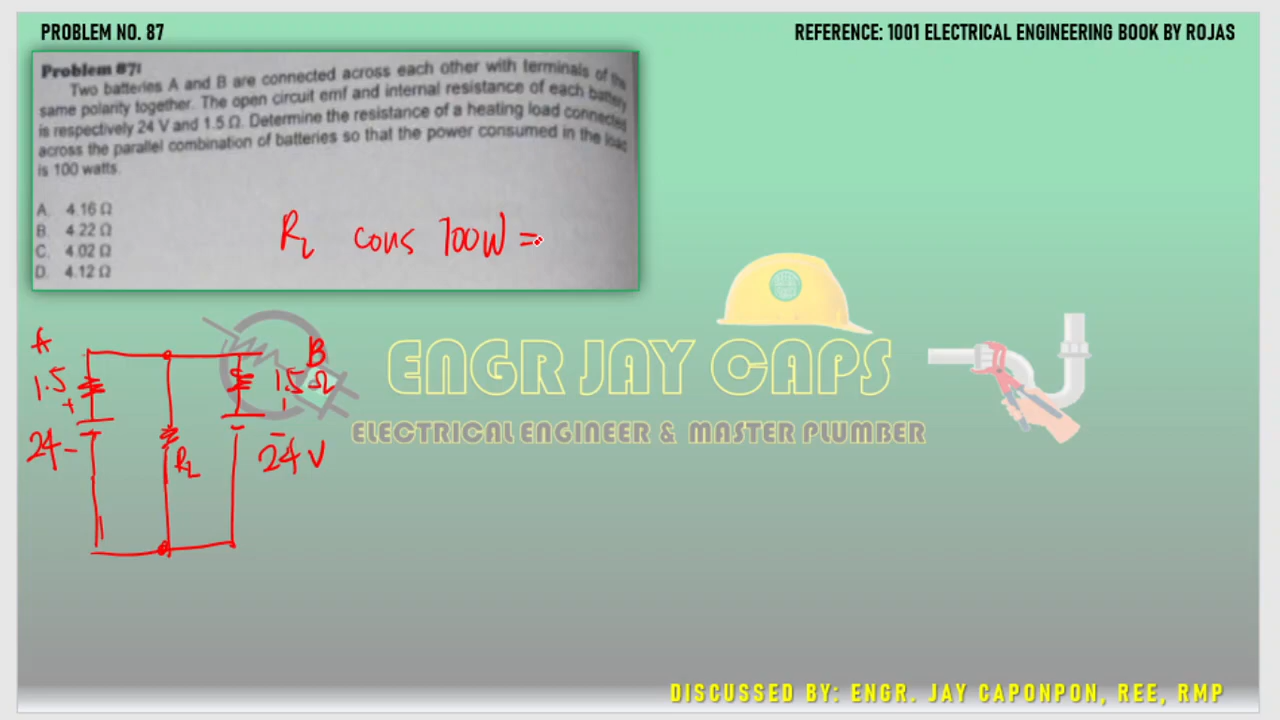 PROBLEM NO. 87
REFERENCE: 1001 ELECTRICAL ENGINEERING BOOK BY ROJAS
Problem 87:
Two batteries A and B are connected across each other with terminals of the
same polarity together. The open circuit emf and internal resistance of each battery
is respectively 24 V and 1.5 Ω. Determine the resistance of a heating load connected
across the parallel combination of batteries so that the power consumed in the load
is 100 watts.
A. 4.16 Ω
B. 4.22 Ω
C. 4.02 Ω
D. 4.12 Ω
RL cons 100W =
A
B
1.5
1.5 Ω
+
24 -
RL
24 V
ENGR JAY CAPS
ELECTRICAL ENGINEER & MASTER PLUMBER
DISCUSSED BY: ENGR. JAY CAPONPON, REE, RMP